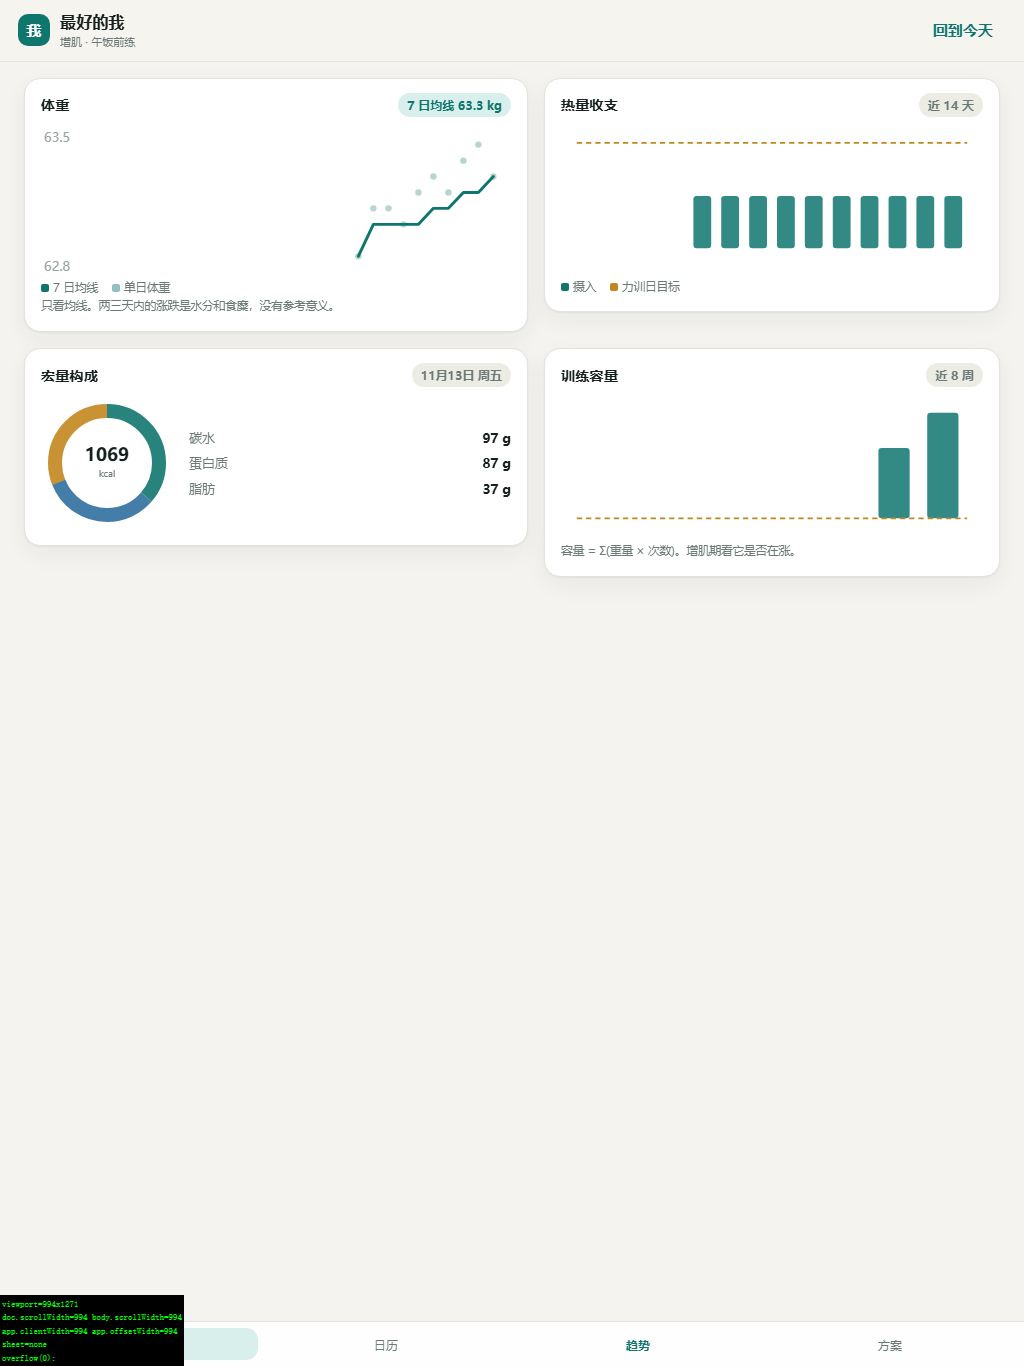 我
最好的我
增肌 · 午饭前练
回到今天
体重
7 日均线 63.3 kg
63.5
62.8
7 日均线
单日体重
只看均线。两三天内的涨跌是水分和食糜，没有参考意义。
热量收支
近 14 天
摄入
力训日目标
宏量构成
11月13日 周五
1069
kcal
碳水
97 g
蛋白质
87 g
脂肪
37 g
训练容量
近 8 周
容量 = Σ(重量 × 次数)。增肌期看它是否在涨。
viewport=994x1271
doc.scrollWidth=994 body.scrollWidth=994
app.clientWidth=994 app.offsetWidth=994
sheet=none
overflow(0):
日历
趋势
方案